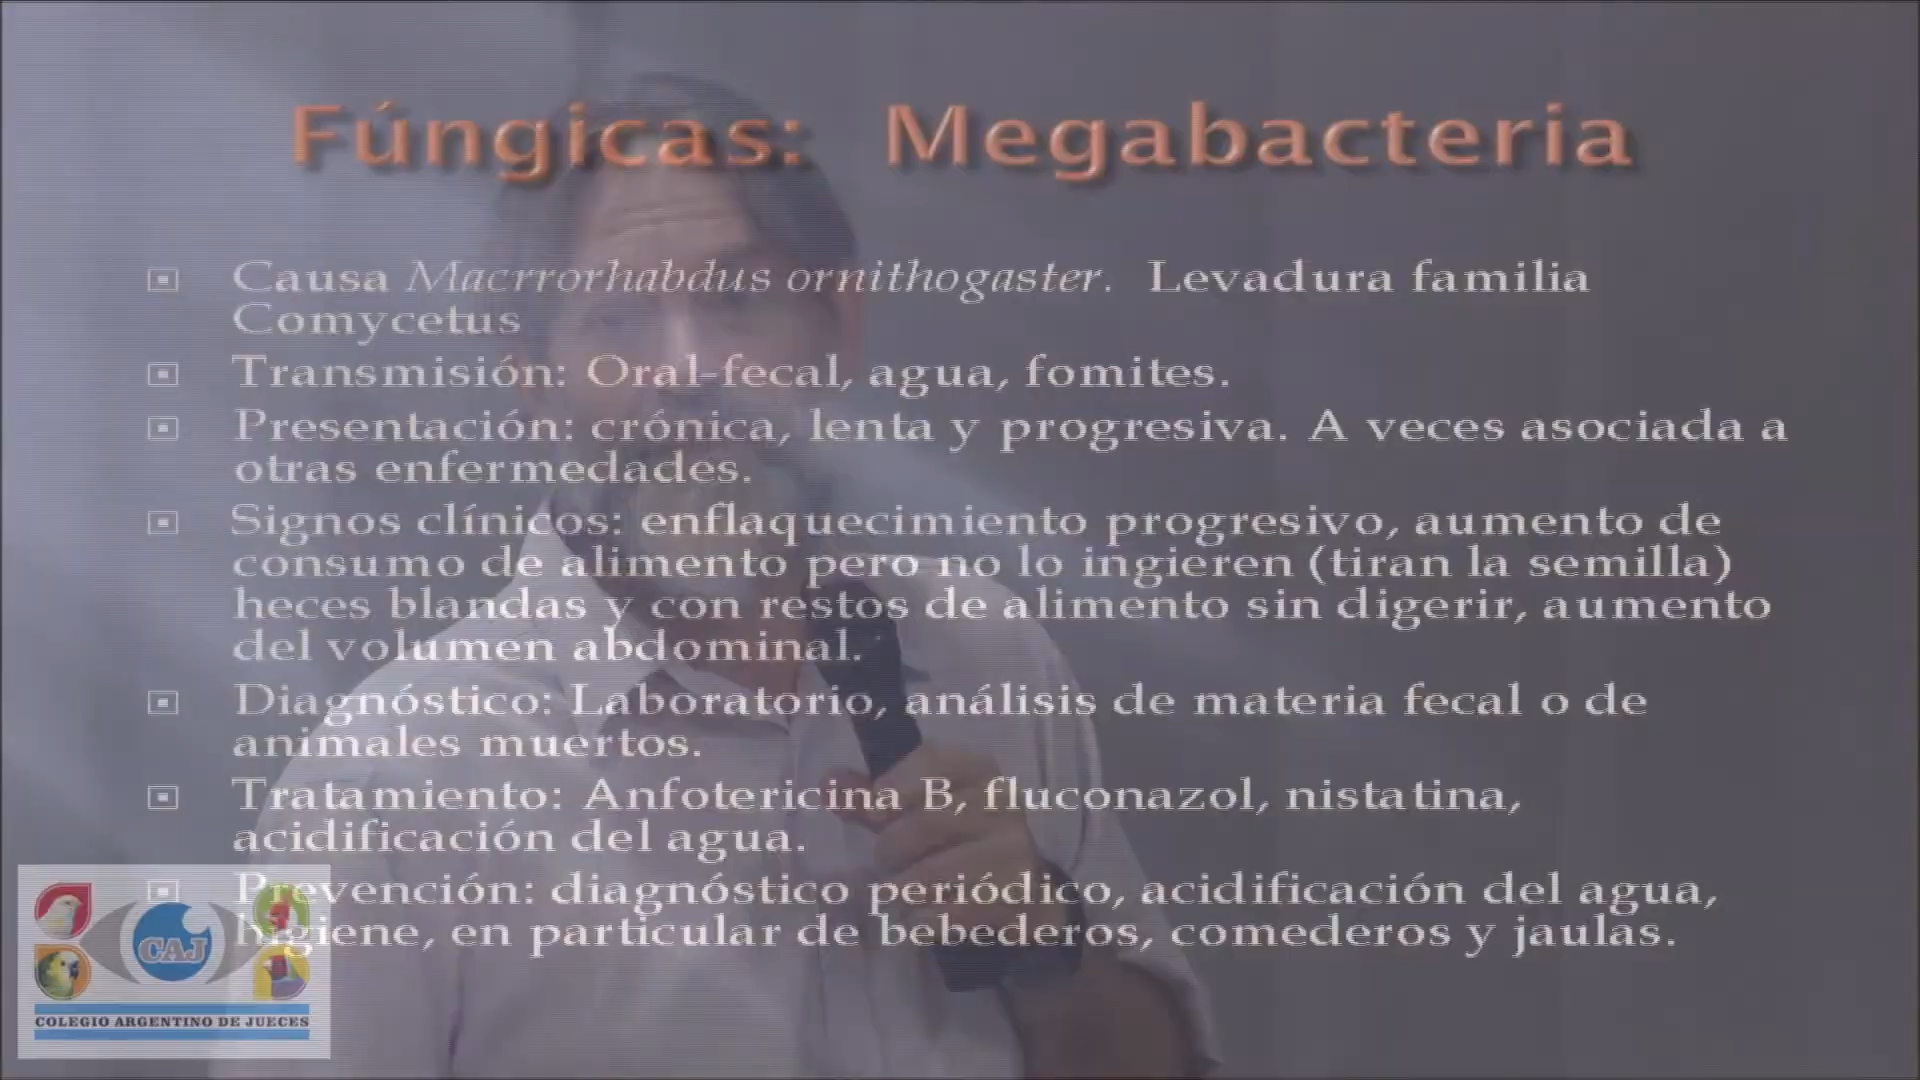 Fúngicas: Megabacteria
Causa Macrrorhabdus ornithogaster. Levadura familia
Comycetus
Transmisión: Oral-fecal, agua, fomites.
Presentación: crónica, lenta y progresiva. A veces asociada a
otras enfermedades.
Signos clínicos: enflaquecimiento progresivo, aumento de
consumo de alimento pero no lo ingieren (tiran la semilla)
heces blandas y con restos de alimento sin digerir, aumento
del volumen abdominal.
Diagnóstico: Laboratorio, análisis de materia fecal o de
animales muertos.
Tratamiento: Anfotericina B, fluconazol, nistatina,
acidificación del agua.
Prevención: diagnóstico periódico, acidificación del agua,
higiene, en particular de bebederos, comederos y jaulas.
CAJ
COLEGIO ARGENTINO DE JUECES